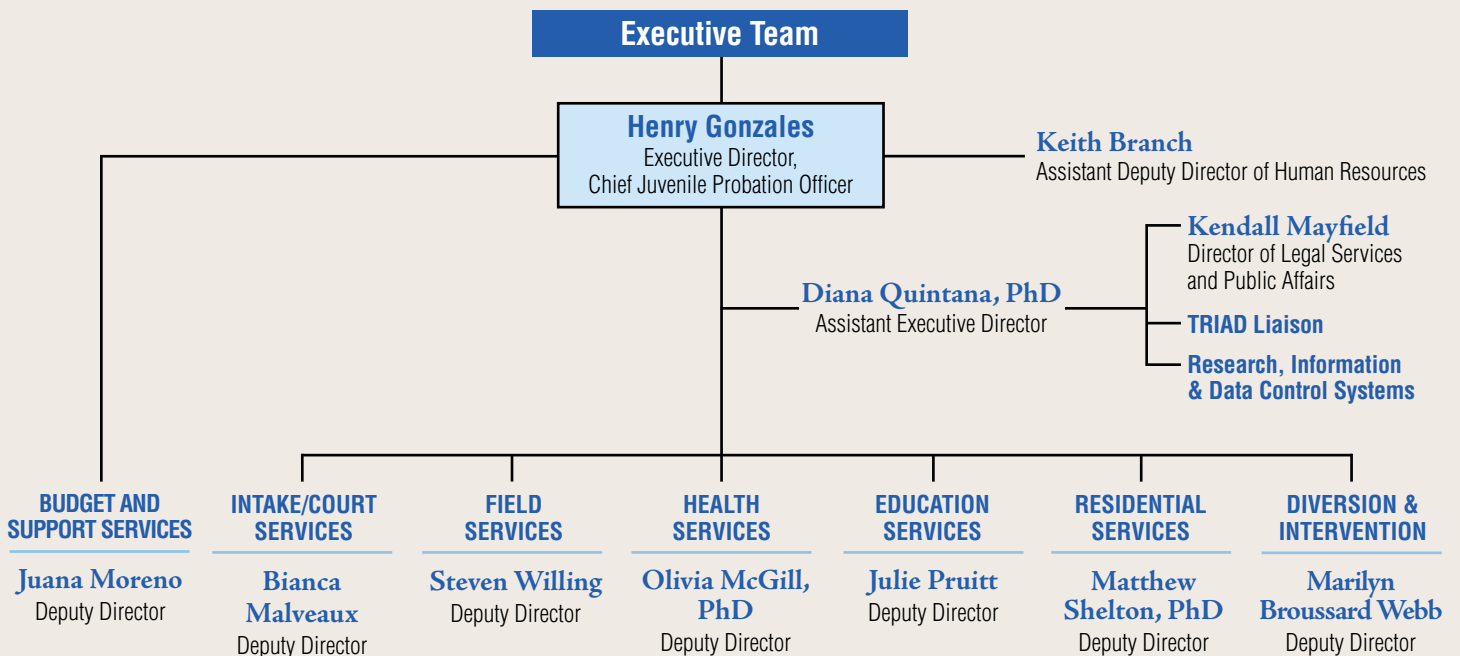 Executive Team
Henry Gonzales
Executive Director,
Chief Juvenile Probation Officer
Keith Branch
Assistant Deputy Director of Human Resources
Kendall Mayfield
Director of Legal Services
and Public Affairs
Diana Quintana, PhD
Assistant Executive Director
TRIAD Liaison
Research, Information
& Data Control Systems
BUDGET AND
SUPPORT SERVICES
Juana Moreno
Deputy Director
INTAKE/COURT
SERVICES
Bianca
Malveaux
Deputy Director
FIELD
SERVICES
Steven Willing
Deputy Director
HEALTH
SERVICES
Olivia McGill,
PhD
Deputy Director
EDUCATION
SERVICES
Julie Pruitt
Deputy Director
RESIDENTIAL
SERVICES
Matthew
Shelton, PhD
Deputy Director
DIVERSION &
INTERVENTION
Marilyn
Broussard Webb
Deputy Director